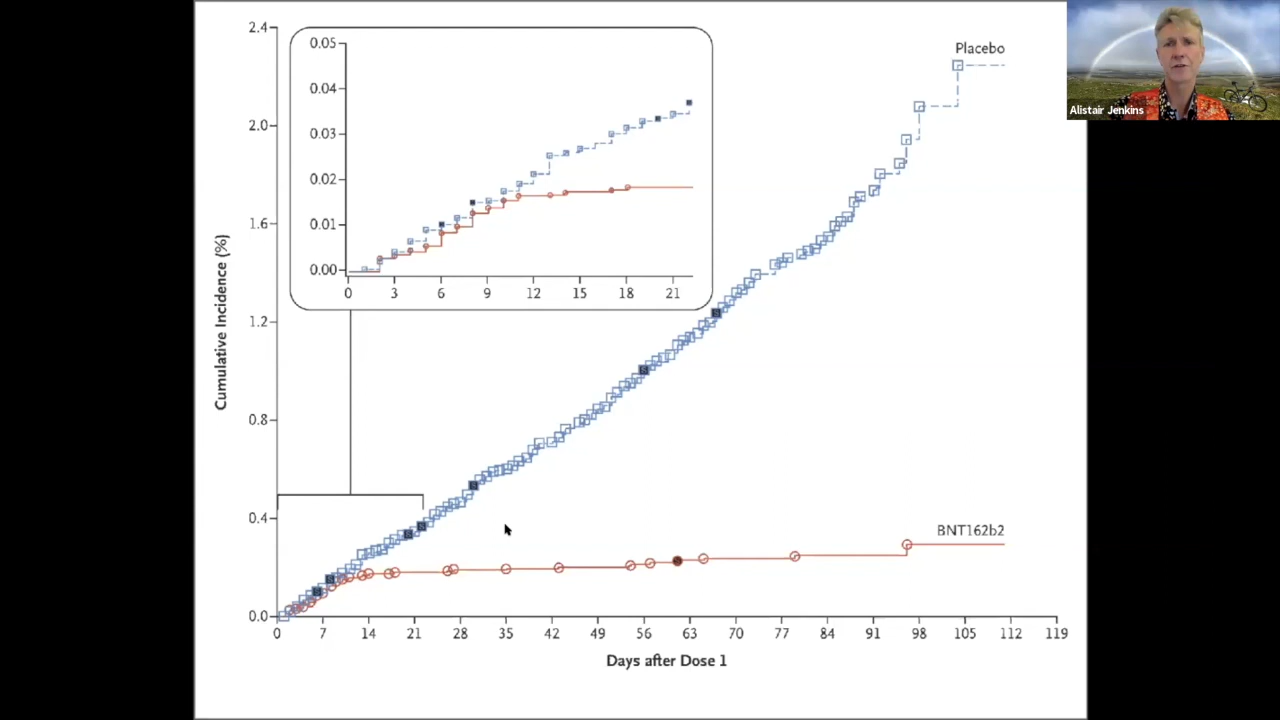 2.4
2.0
1.6
1.2
0.8
0.4
0.0
Cumulative Incidence (%)
0.05
0.04
0.03
0.02
0.01
0.00
0 3 6 9 12 15 18 21
Placebo
BNT162b2
0 7 14 21 28 35 42 49 56 63 70 77 84 91 98 105 112 119
Days after Dose 1
Alistair Jenkins